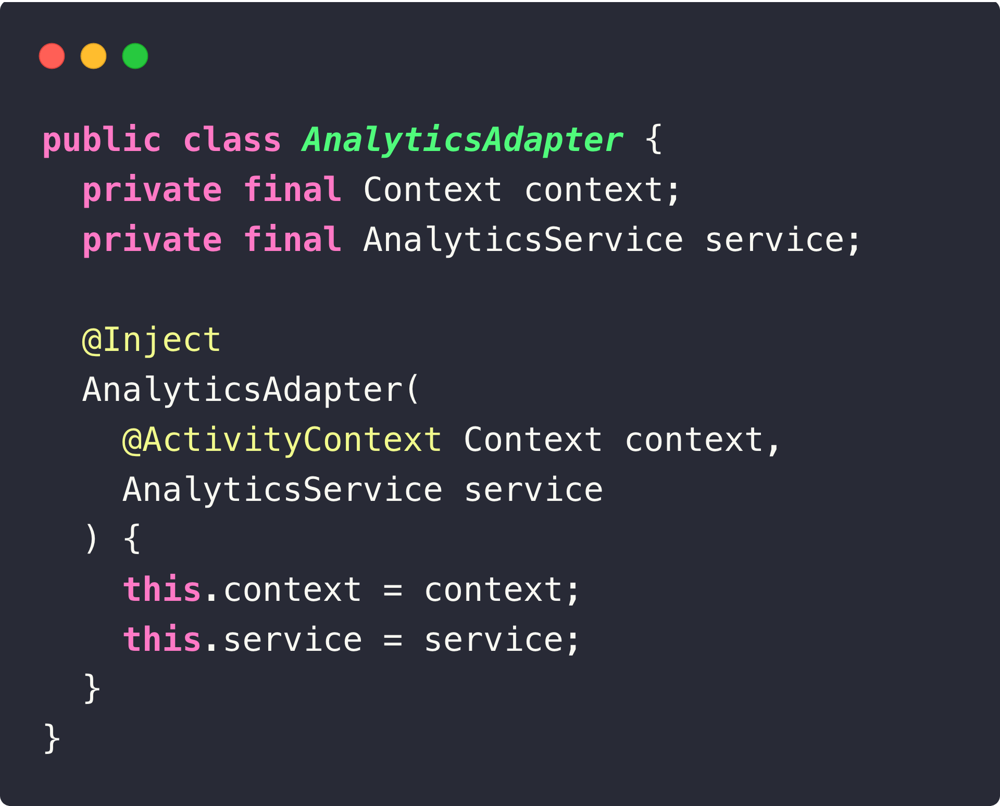 public class AnalyticsAdapter {
  private final Context context;
  private final AnalyticsService service;

  @Inject
  AnalyticsAdapter(
    @ActivityContext Context context,
    AnalyticsService service
  ) {
    this.context = context;
    this.service = service;
  }
}